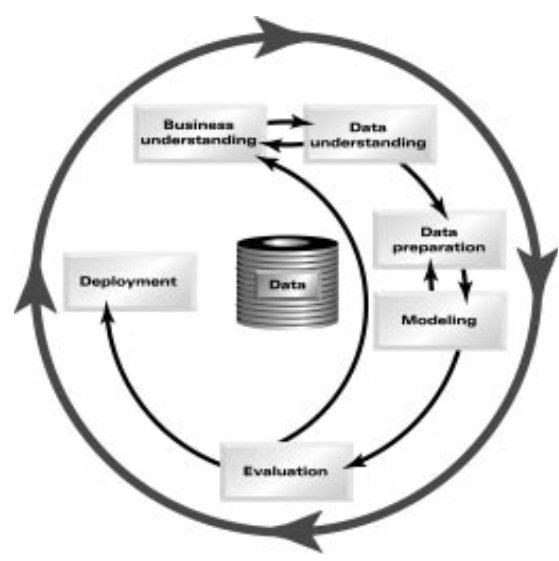 Business
understanding
Data
understanding
Data
preparation
Modeling
Evaluation
Deployment
Data